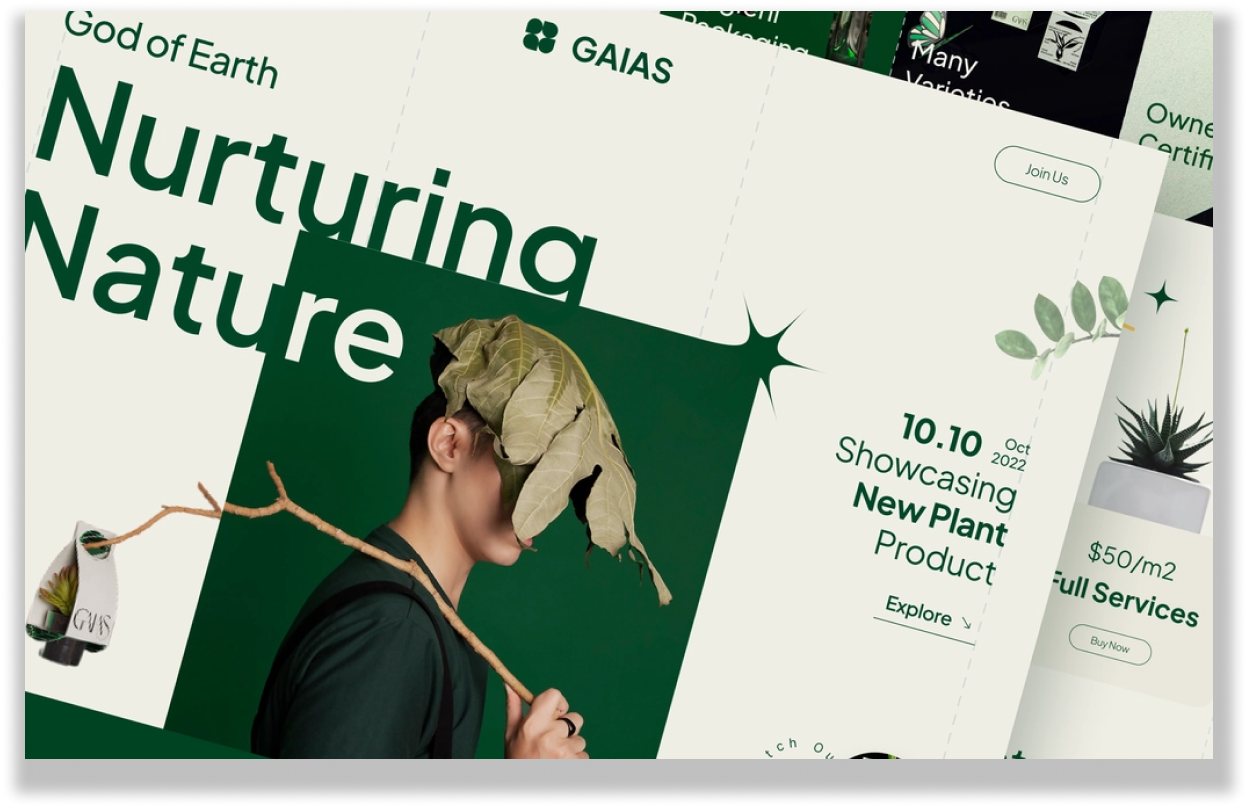 God of Earth
Nurturing
Nature
GAIAS
Packaging
Many
Varieties
Join Us
10.10 Oct
2022
Showcasing
New Plant
Product
Explore ↘
GAIAS
$50/m2
Full Services
Buy Now